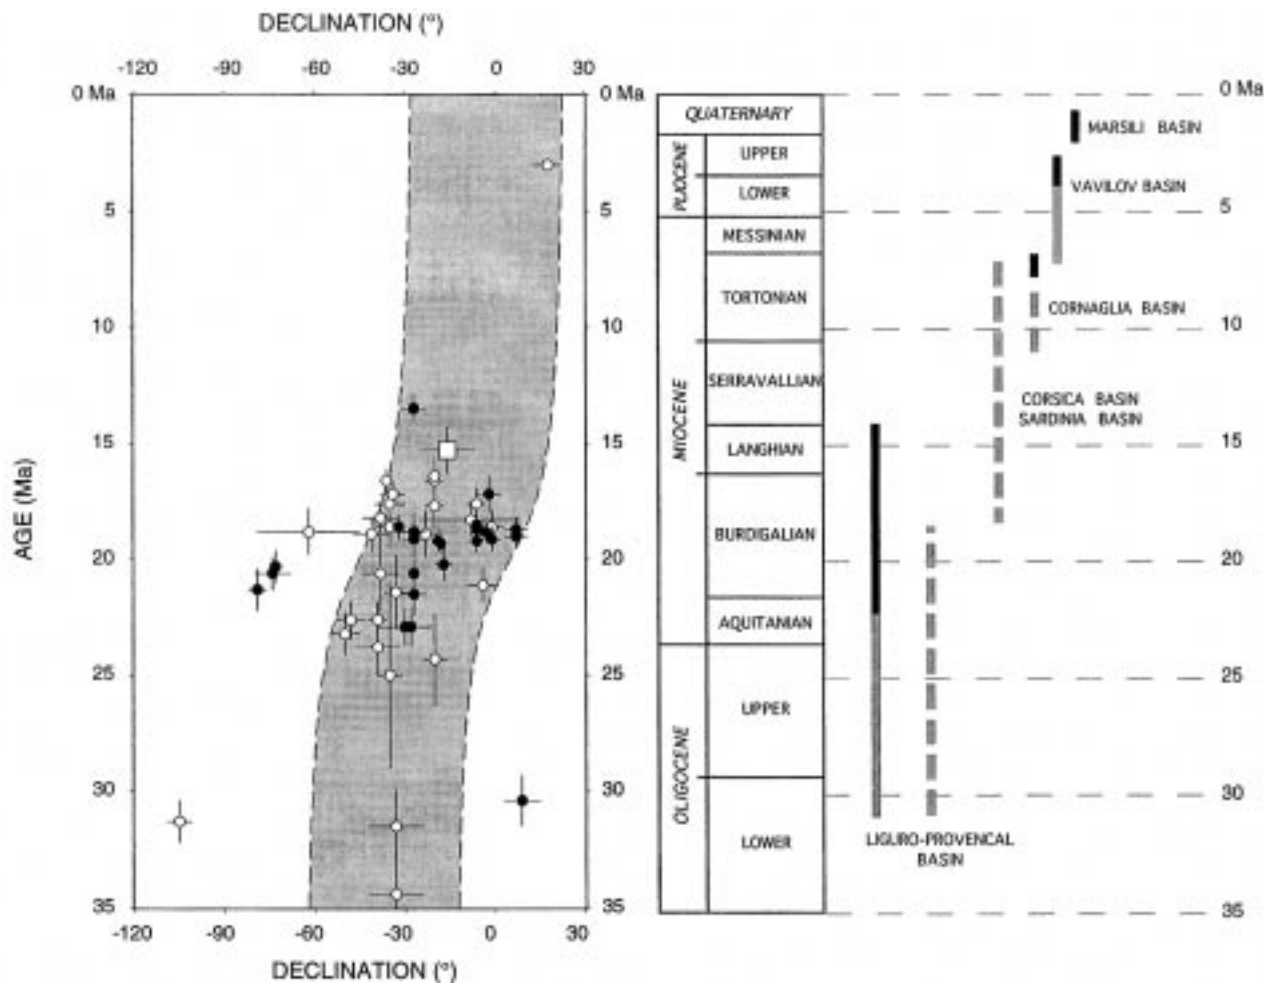 DECLINATION (°)
-120 -90 -60 -30 0 30
0 Ma
5
10
15
20
25
30
35
AGE (Ma)
-120 -90 -60 -30 0 30
DECLINATION (°)
0 Ma
5
10
15
20
25
30
35
QUATERNARY
PLIOCENE
UPPER
LOWER
MIOCENE
MESSINIAN
TORTONIAN
SERRAVALLIAN
LANGHIAN
BURDIGALIAN
AQUITANIAN
OLIGOCENE
UPPER
LOWER
MARSILI BASIN
VAVILOV BASIN
CORNAGLIA BASIN
CORSICA BASIN
SARDINIA BASIN
LIGURO-PROVENCAL
BASIN
0 Ma
5
10
15
20
25
30
35